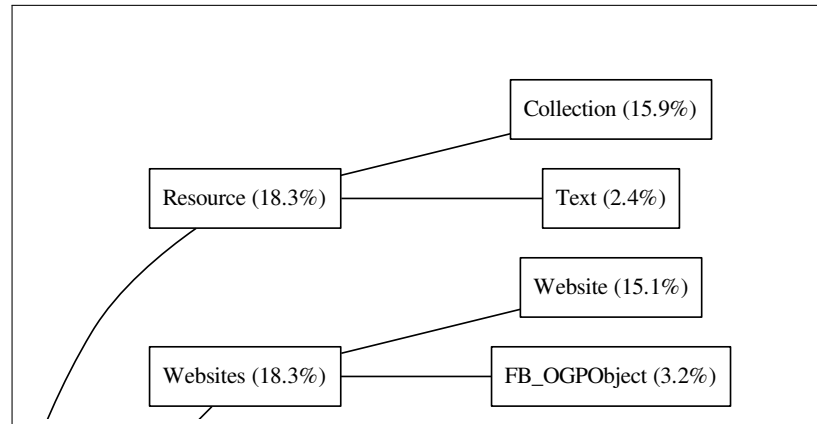 Collection (15.9%)
Resource (18.3%)
Text (2.4%)
Website (15.1%)
Websites (18.3%)
FB_OGPObject (3.2%)